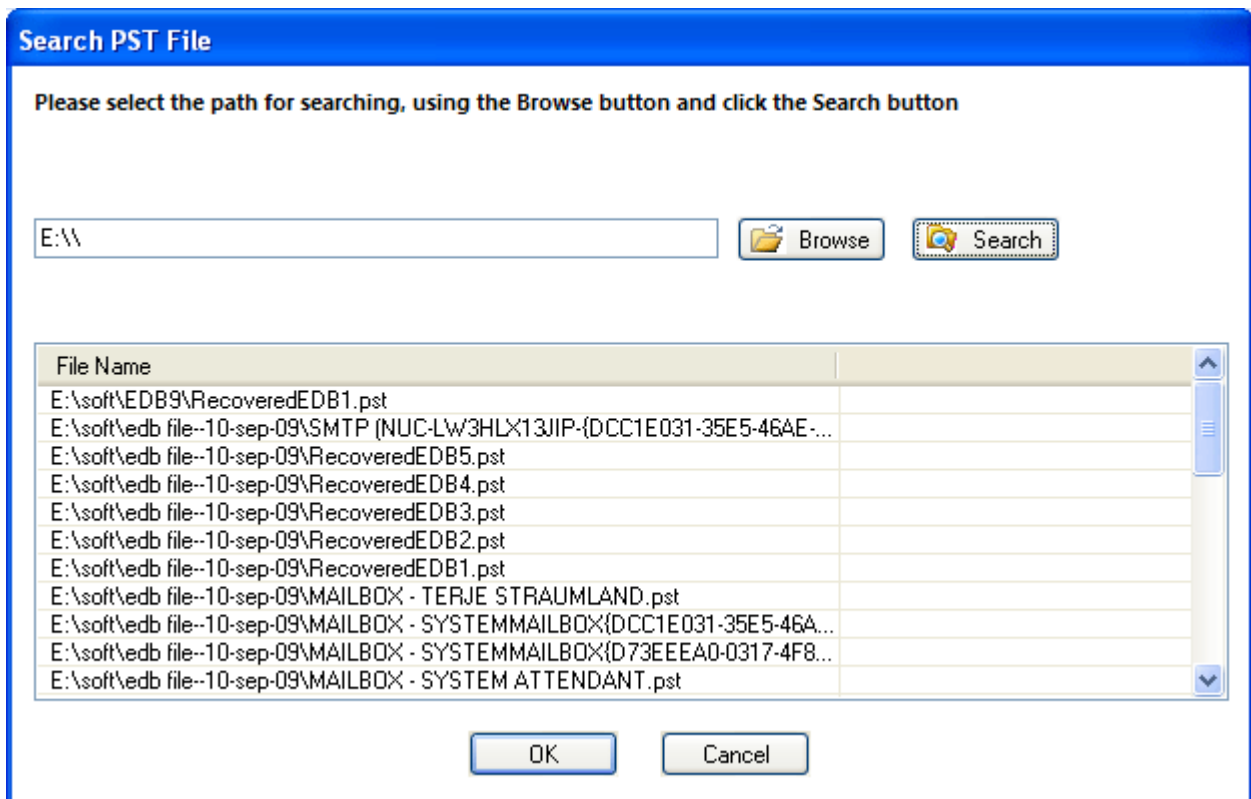 Search PST File
Please select the path for searching, using the Browse button and click the Search button
E:\\ Browse Search
File Name
E:\soft\EDB9\RecoveredEDB1.pst
E:\soft\edb file--10-sep-09\SMTP (NUC-LW3HLX13JIP-{DCC1E031-35E5-46AE-...
E:\soft\edb file--10-sep-09\RecoveredEDB5.pst
E:\soft\edb file--10-sep-09\RecoveredEDB4.pst
E:\soft\edb file--10-sep-09\RecoveredEDB3.pst
E:\soft\edb file--10-sep-09\RecoveredEDB2.pst
E:\soft\edb file--10-sep-09\RecoveredEDB1.pst
E:\soft\edb file--10-sep-09\MAILBOX - TERJE STRAUMLAND.pst
E:\soft\edb file--10-sep-09\MAILBOX - SYSTEMMAILBOX{DCC1E031-35E5-46A...
E:\soft\edb file--10-sep-09\MAILBOX - SYSTEMMAILBOX{D73EEEA0-0317-4F8...
E:\soft\edb file--10-sep-09\MAILBOX - SYSTEM ATTENDANT.pst
OK Cancel